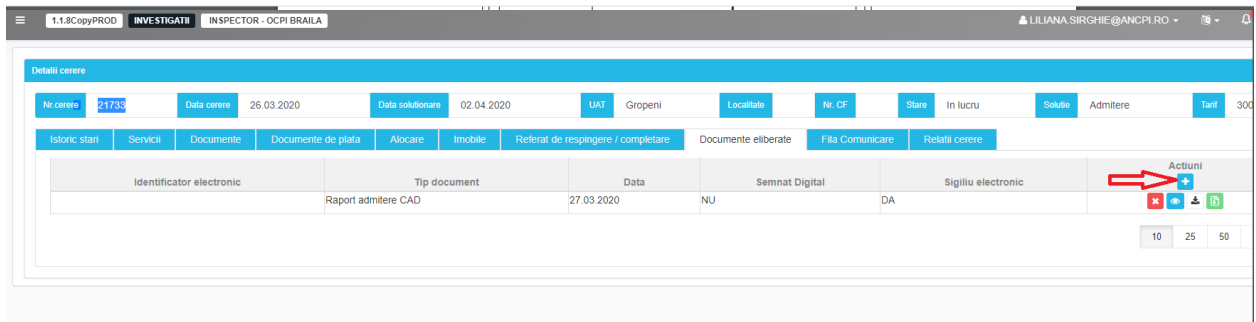 1.1.8CopyPROD INVESTIGATII INSPECTOR - OCPI BRAILA LILIANA.SIRGHIE@ANCPI.RO
Detalii cerere
Nr.cerere 21733 Data cerere 26.03.2020 Data solutionare 02.04.2020 UAT Gropeni Localitate Nr. CF Stare In lucru Solutie Admitere Tarif 300
Istoric stari Servicii Documente Documente de plata Alocare Imobile Referat de respingere / completare Documente eliberate Fila Comunicare Relatii cerere
Identificator electronic Tip document Data Semnat Digital Sigiliu electronic Actiuni
Raport admitere CAD 27.03.2020 NU DA
10 25 50